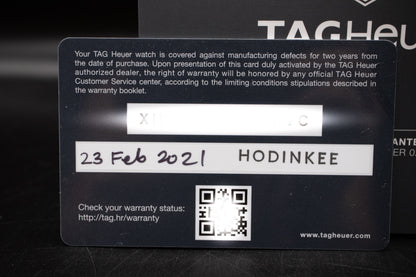 TAGHeuer
Your TAG Heuer watch is covered against manufacturing defects for two years from
the date of purchase. Upon presentation of this card duly activated by the TAG Heuer
authorized dealer, the right of warranty will be honored by any official TAG Heuer
Customer Service center, according to the limiting conditions stipulations described in
the warranty booklet.
23 Feb 2021 HODINKEE
Check your warranty status:
http://tag.hr/warranty
www.tagheuer.com